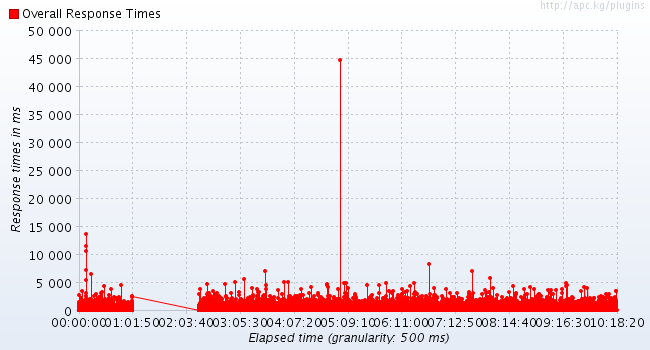 http://apc.kg/plugins
Overall Response Times
50 000
45 000
40 000
35 000
30 000
25 000
20 000
15 000
10 000
5 000
0
Response times in ms
00:00:00 01:01:50 02:03:40 03:05:30 04:07:20 05:09:10 06:11:00 07:12:50 08:14:40 09:16:30 10:18:20
Elapsed time (granularity: 500 ms)